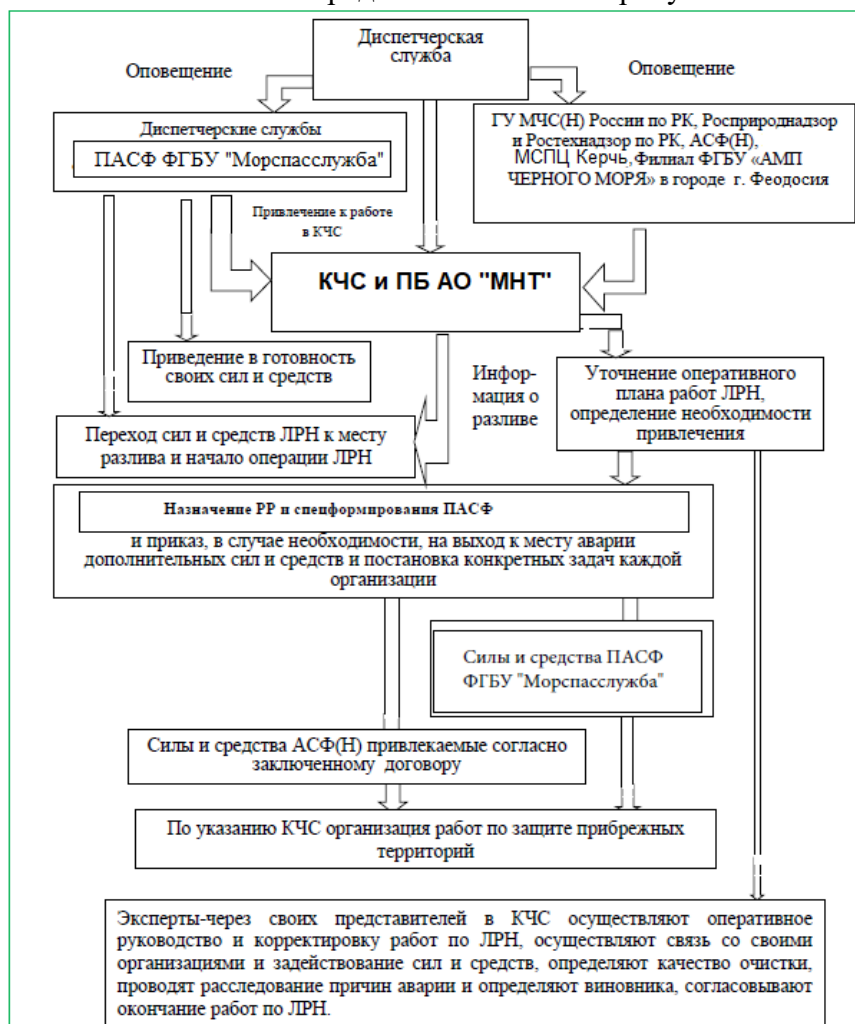 Диспетчерская
служба
Оповещение
Оповещение
Диспетчерские службы
ПАСФ ФГБУ "Морспасслужба"
ГУ МЧС(Н) России по РК, Росприроднадзор
и Ростехнадзор по РК, АСФ(Н),
МСПЦ Керчь, Филиал ФГБУ «АМП
ЧЕРНОГО МОРЯ» в городе г. Феодосия
Привлечение к работе
в КЧС
КЧС и ПБ АО "МНТ"
Приведение в готовность
своих сил и средств
Инфор-
мация о
разливе
Уточнение оперативного
плана работ ЛРН,
определение необходимости
привлечения
Переход сил и средств ЛРН к месту
разлива и начало операции ЛРН
Назначение РР и спецформирования ПАСФ
и приказ, в случае необходимости, на выход к месту аварии
дополнительных сил и средств и постановка конкретных задач каждой
организации
Силы и средства ПАСФ
ФГБУ "Морспасслужба"
Силы и средства АСФ(Н) привлекаемые согласно
заключенному договору
По указанию КЧС организация работ по защите прибрежных
территорий
Эксперты-через своих представителей в КЧС осуществляют оперативное
руководство и корректировку работ по ЛРН, осуществляют связь со своими
организациями и задействование сил и средств, определяют качество очистки,
проводят расследование причин аварии и определяют виновника, согласовывают
окончание работ по ЛРН.